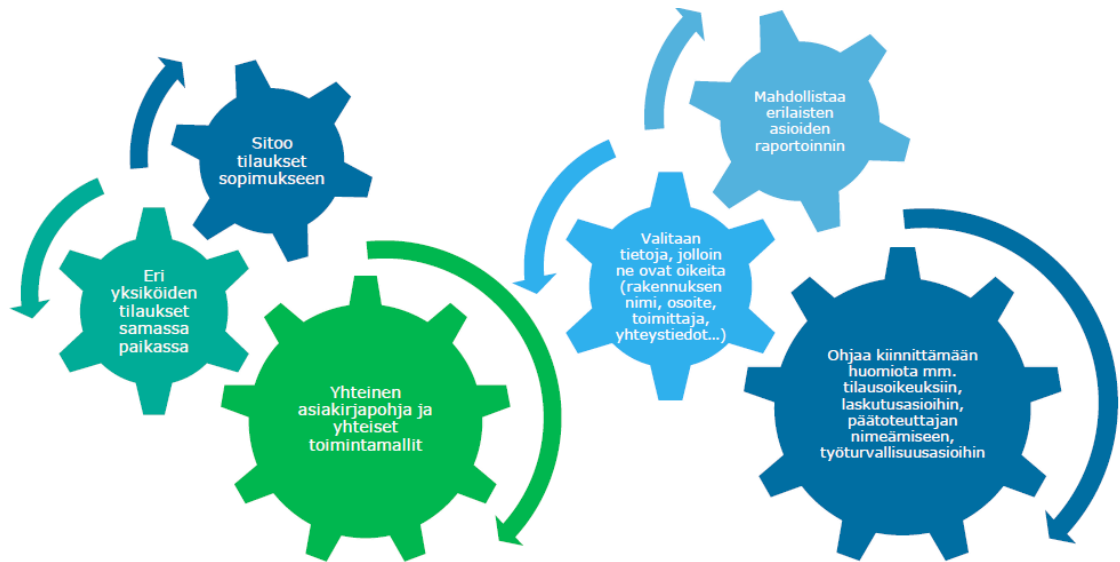 Sitoo
tilaukset
sopimukseen
Eri
yksiköiden
tilaukset
samassa
paikassa
Yhteinen
asiakirjapohja ja
yhteiset
toimintamallit
Mahdollistaa
erilaisten
asioiden
raportoinnin
Valitaan
tietoja, jolloin
ne ovat oikeita
(rakennuksen
nimi, osoite,
toimittaja,
yhteystiedot...)
Ohjaa kiinnittämään
huomiota mm.
tilausoikeuksiin,
laskutusasioihin,
päätoteuttajan
nimeämiseen,
työturvallisuusasioihin